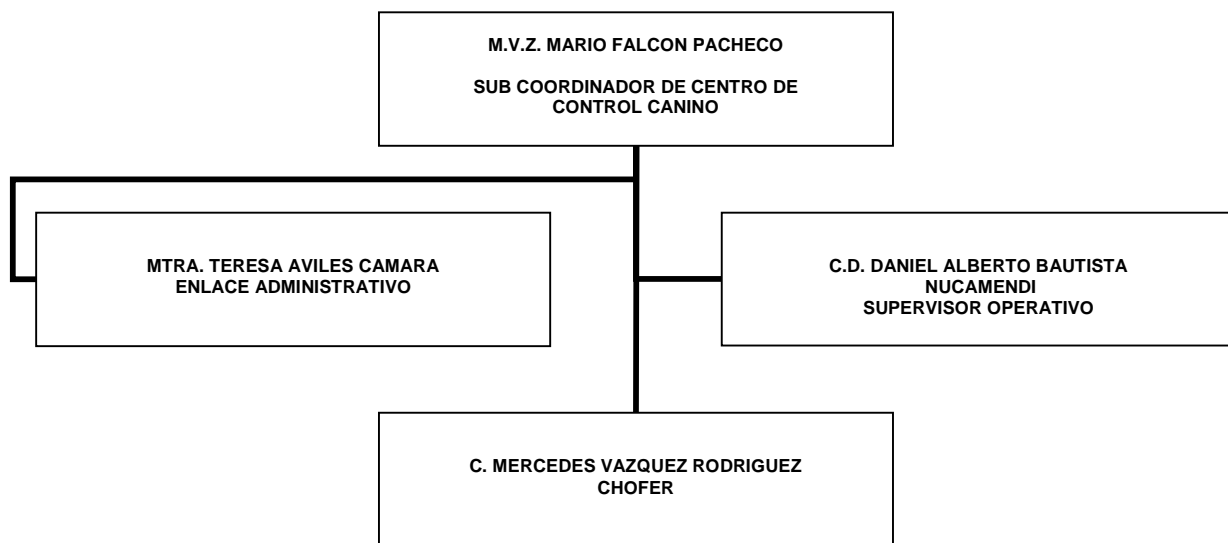 M.V.Z. MARIO FALCON PACHECO
SUB COORDINADOR DE CENTRO DE
CONTROL CANINO
MTRA. TERESA AVILES CAMARA
ENLACE ADMINISTRATIVO
C.D. DANIEL ALBERTO BAUTISTA
NUCAMENDI
SUPERVISOR OPERATIVO
C. MERCEDES VAZQUEZ RODRIGUEZ
CHOFER